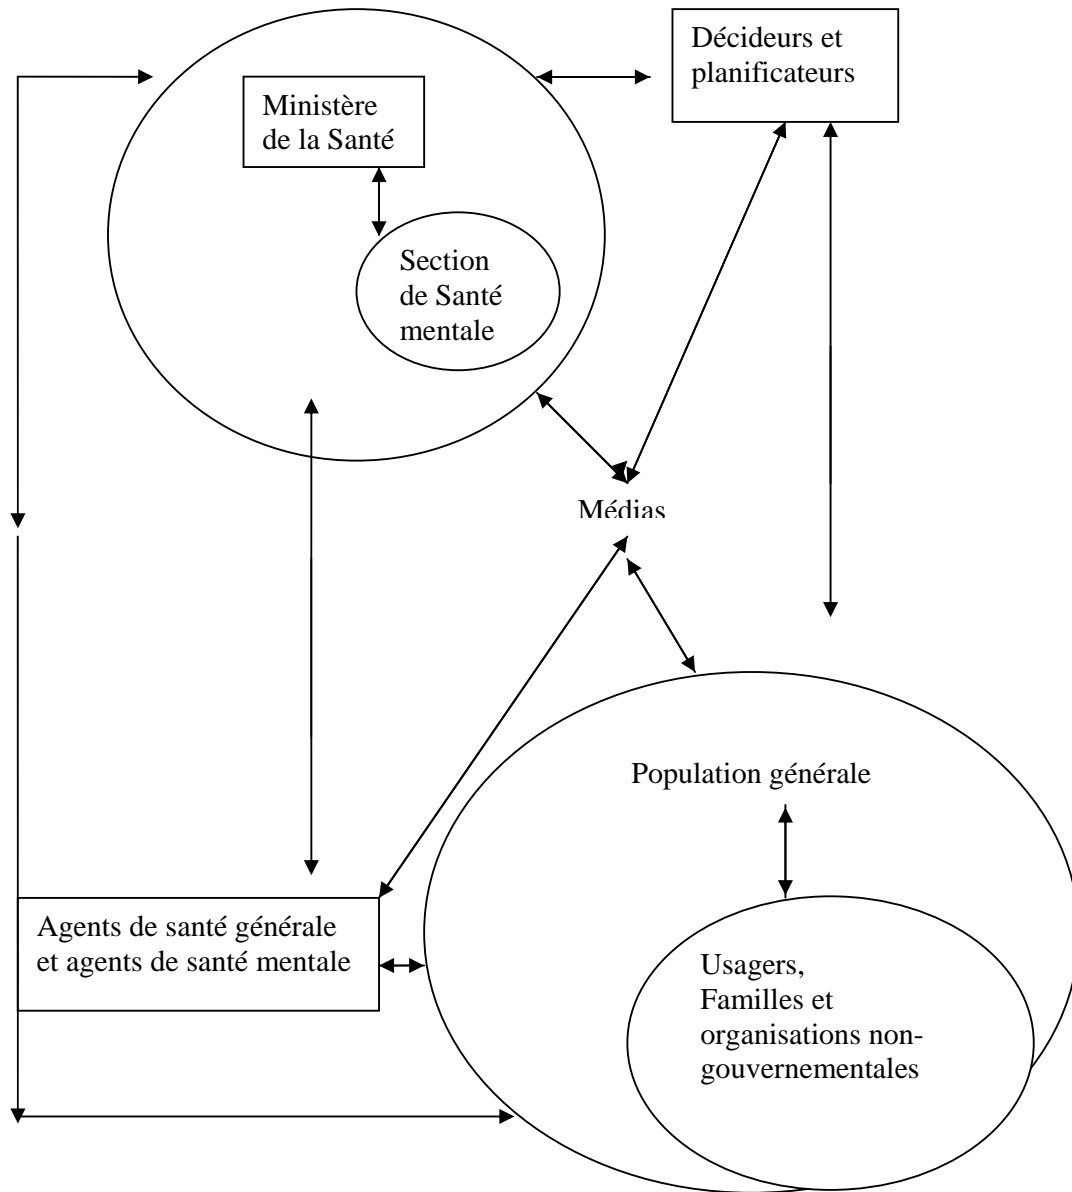 Décideurs et
planificateurs
Ministère
de la Santé
Section
de Santé
mentale
Médias
Population générale
Agents de santé générale
et agents de santé mentale
Usagers,
Familles et
organisations non-
gouvernementales